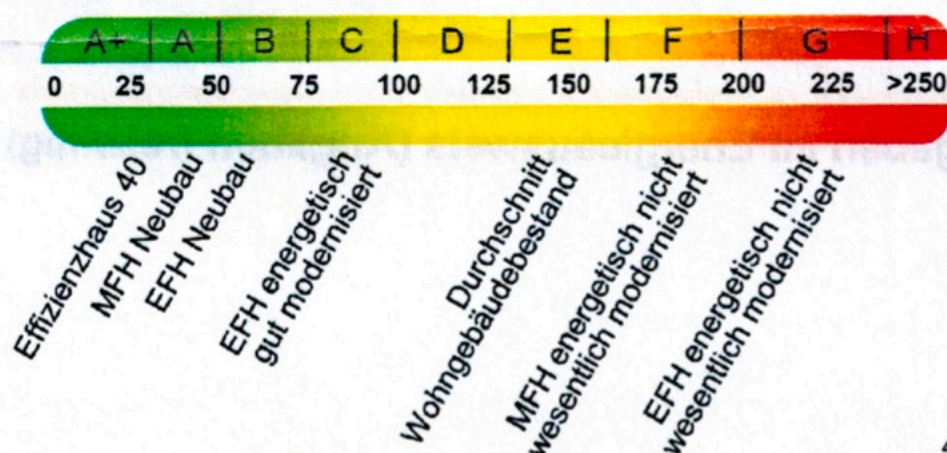 A+ A B C D E F G H
0 25 50 75 100 125 150 175 200 225 >250
Effizienzhaus 40
MFH Neubau
EFH Neubau
EFH energetisch
gut modernisiert
Durchschnitt
Wohngebäudebestand
MFH energetisch nicht
wesentlich modernisiert
EFH energetisch nicht
wesentlich modernisiert